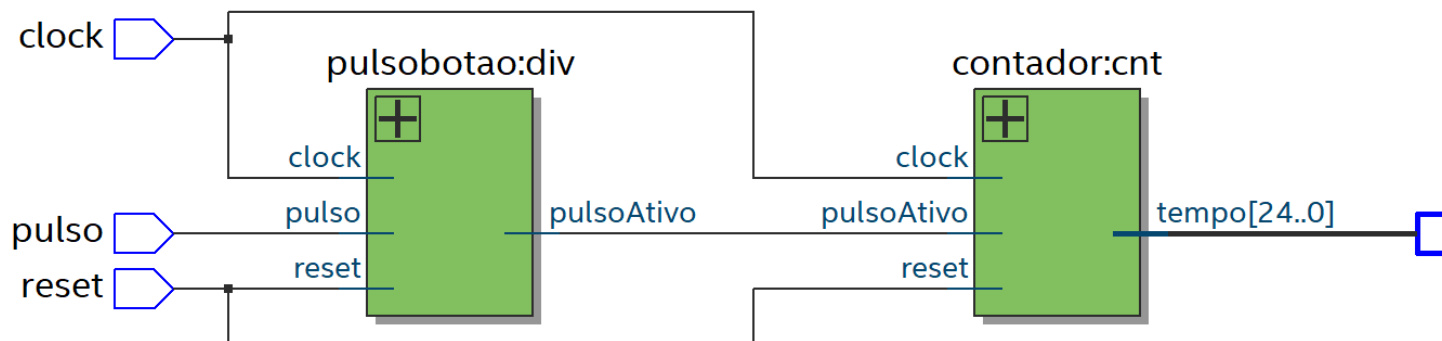 clock
pulsobotao:div
contador:cnt
clock
clock
pulso
pulso
pulsoAtivo
pulsoAtivo
tempo[24..0]
reset
reset
reset